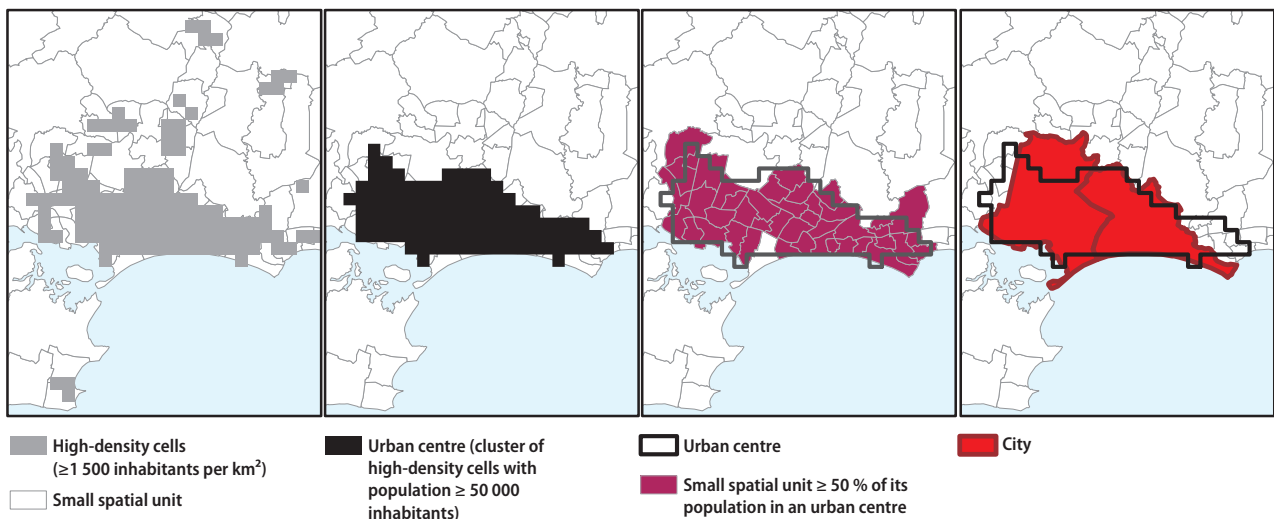 High-density cells
(≥1 500 inhabitants per km²)
Small spatial unit
Urban centre (cluster of
high-density cells with
population ≥ 50 000
inhabitants)
Urban centre
Small spatial unit ≥ 50 % of its
population in an urban centre
City